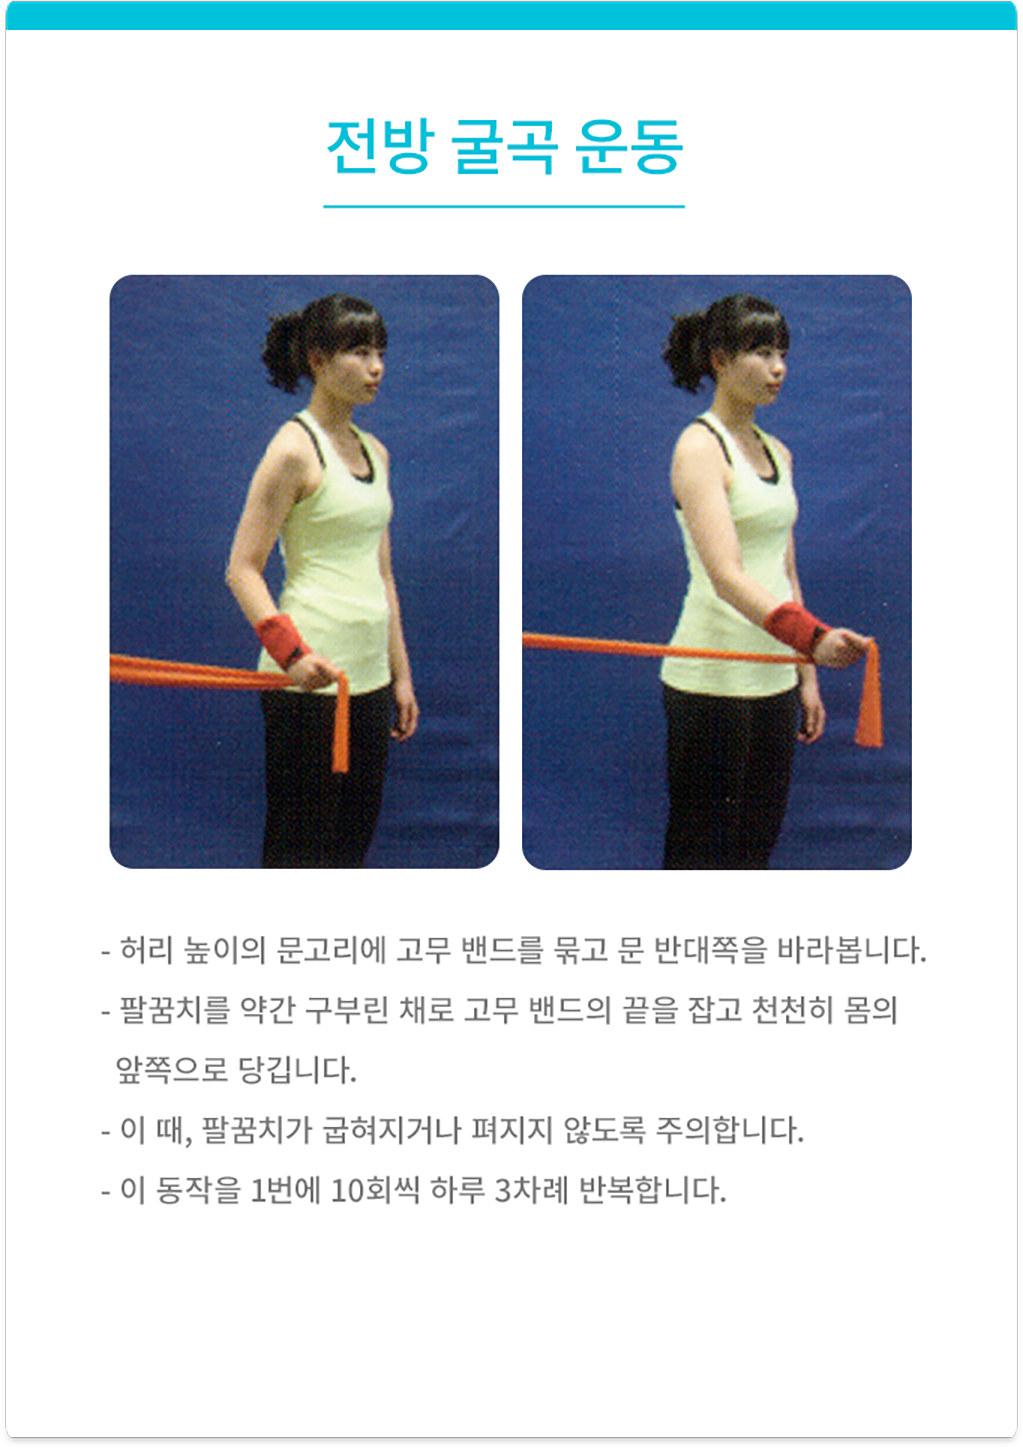 전방 굴곡 운동
- 허리 높이의 문고리에 고무 밴드를 묶고 문 반대쪽을 바라봅니다.
- 팔꿈치를 약간 구부린 채로 고무 밴드의 끝을 잡고 천천히 몸의
앞쪽으로 당깁니다.
- 이 때, 팔꿈치가 굽혀지거나 펴지지 않도록 주의합니다.
- 이 동작을 1번에 10회씩 하루 3차례 반복합니다.